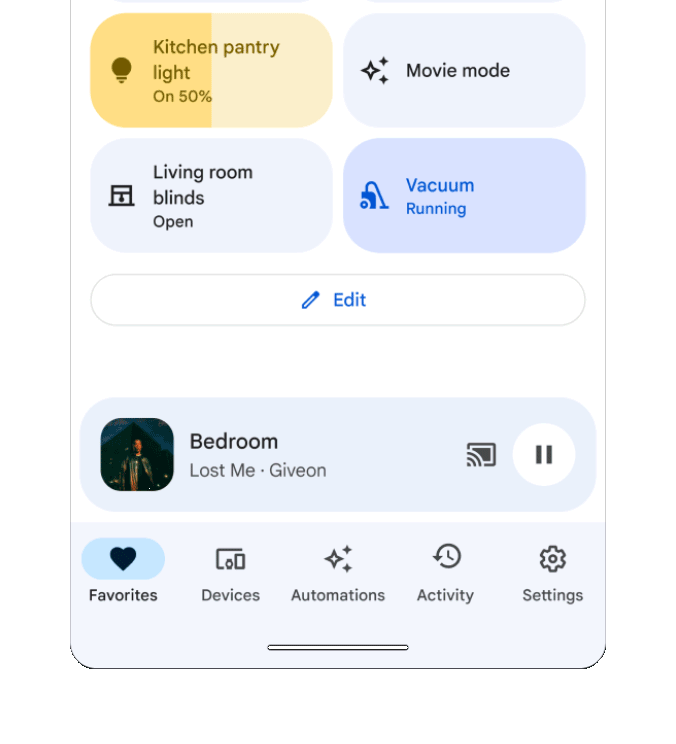 Kitchen pantry
light
On 50%
Movie mode
Living room
blinds
Open
Vacuum
Running
Edit
Bedroom
Lost Me · Giveon
Favorites
Devices
Automations
Activity
Settings